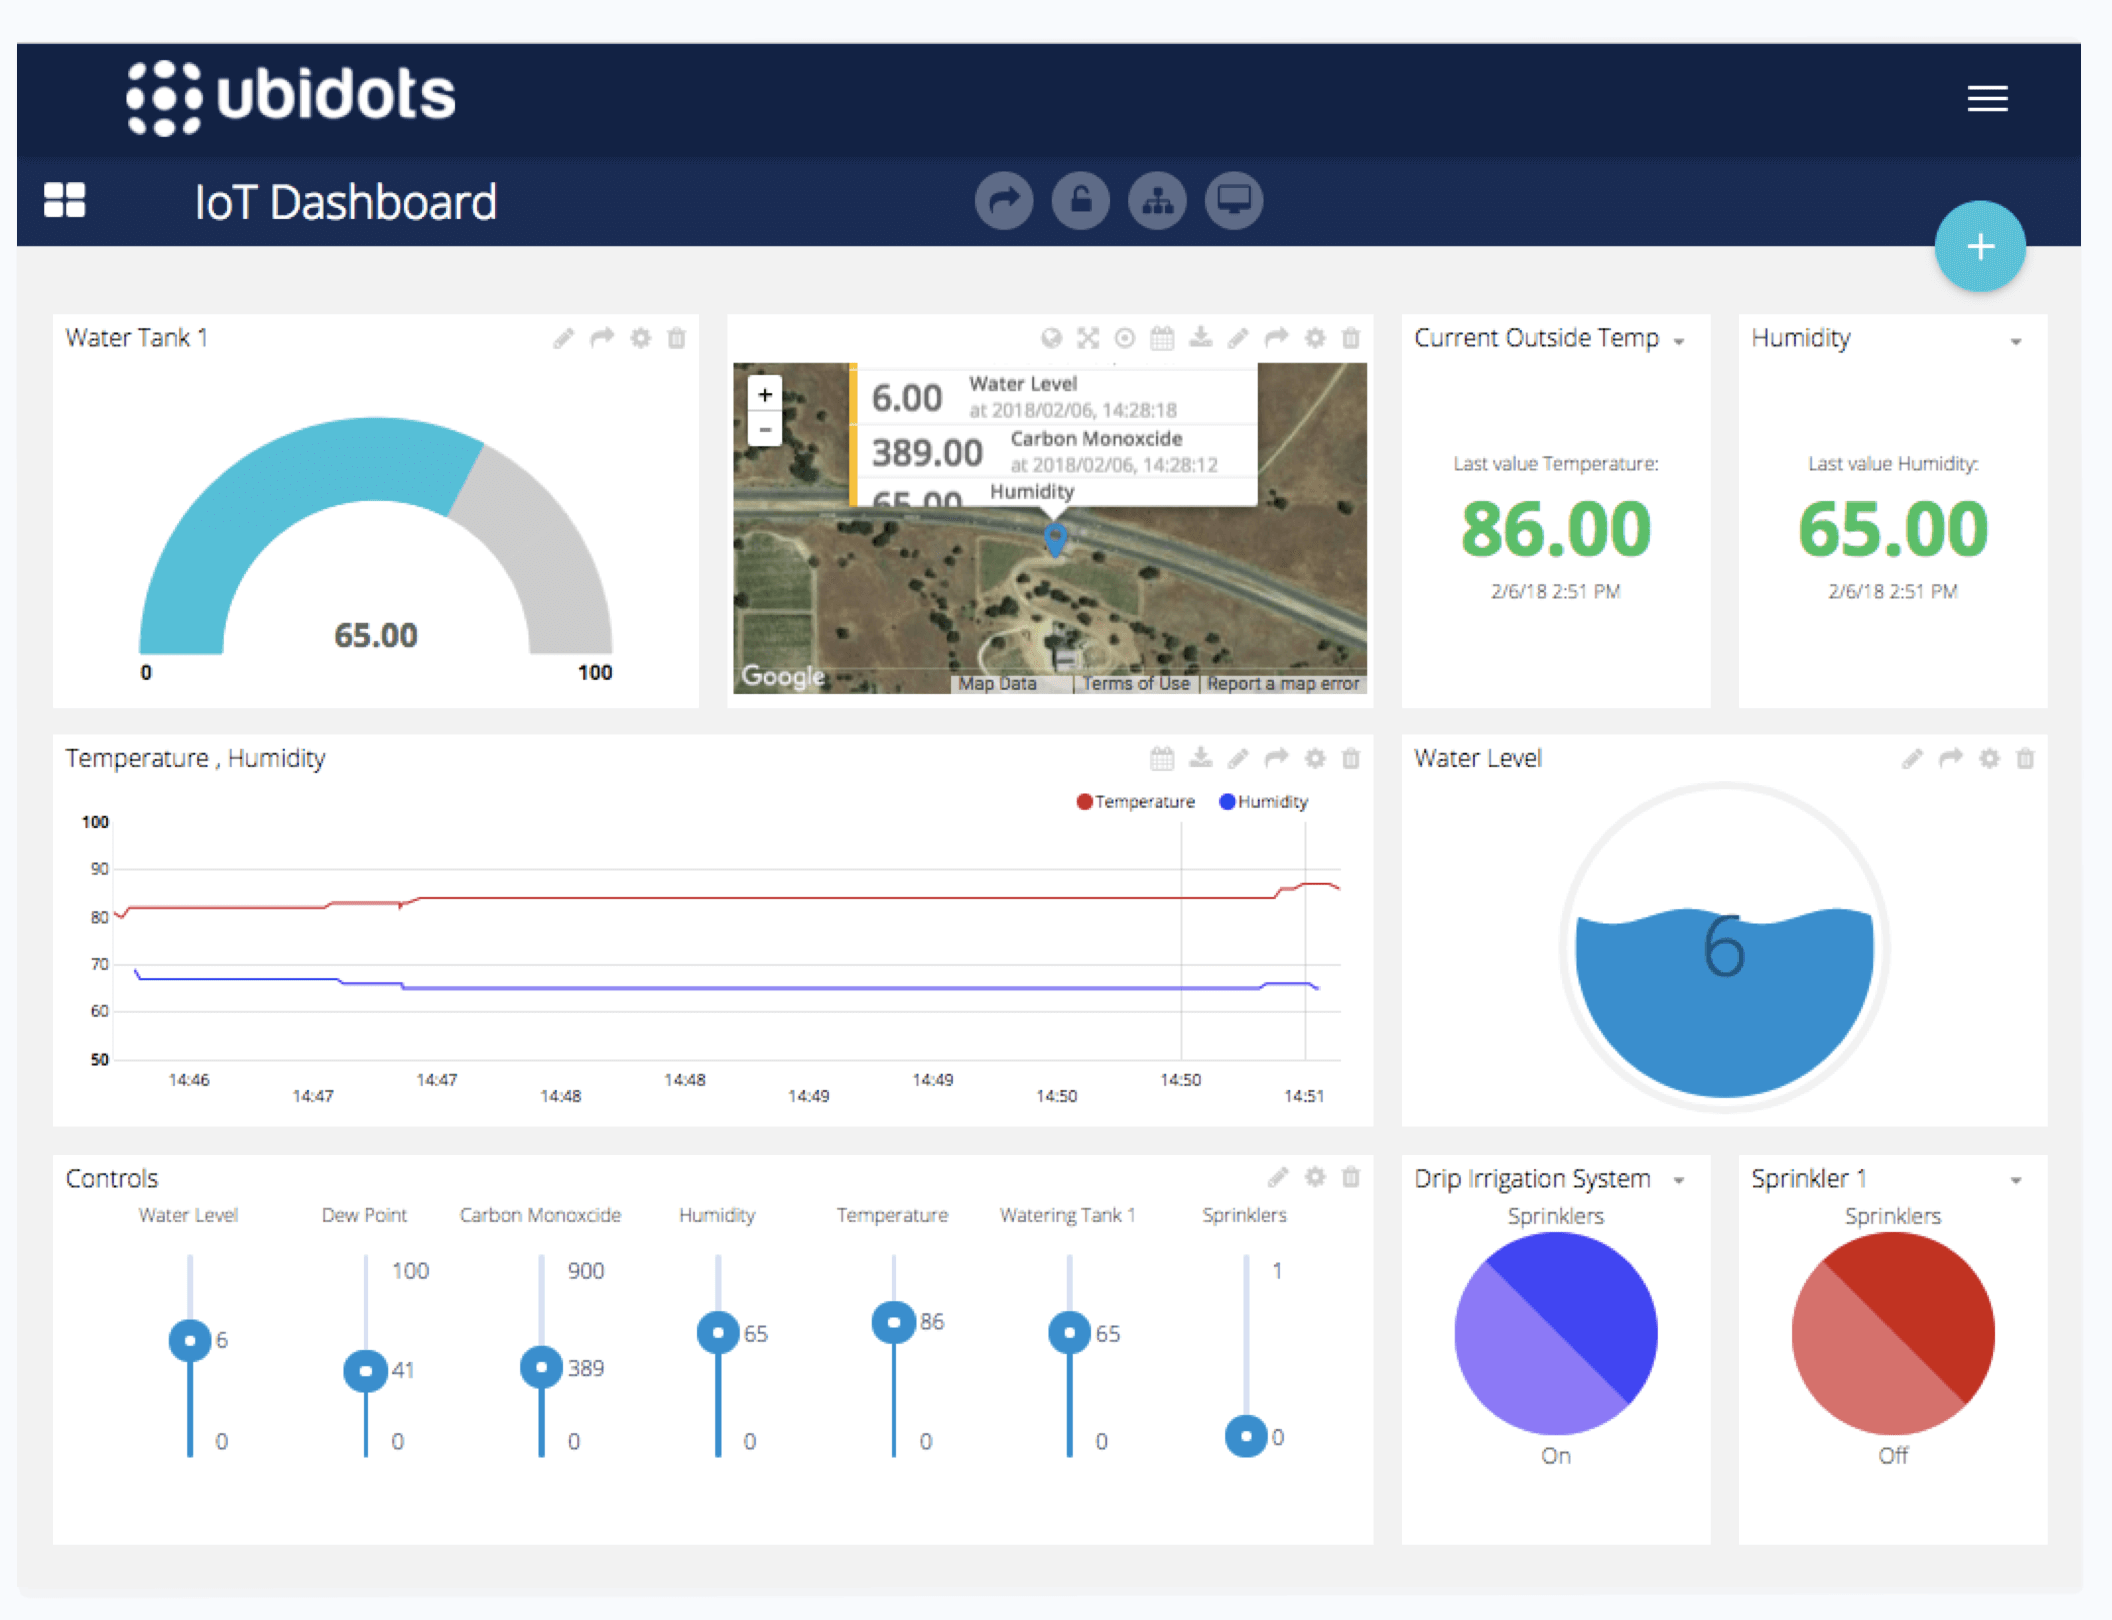 ubidots
IoT Dashboard
+
Water Tank 1
65.00
0
100
+
−
6.00
Water Level
at 2018/02/06, 14:28:18
389.00
Carbon Monoxcide
at 2018/02/06, 14:28:12
65.00
Humidity
Google
Map Data
Terms of Use
Report a map error
Current Outside Temp
Last value Temperature:
86.00
2/6/18 2:51 PM
Humidity
Last value Humidity:
65.00
2/6/18 2:51 PM
Temperature , Humidity
Temperature Humidity
100
90
80
70
60
50
14:46 14:47 14:47 14:48 14:48 14:49 14:49 14:50 14:50 14:51
Water Level
6
Controls
Water Level
6
0
Dew Point
100
41
0
Carbon Monoxcide
900
389
0
Humidity
65
0
Temperature
86
0
Watering Tank 1
65
0
Sprinklers
1
0
Drip Irrigation System
Sprinklers
On
Sprinkler 1
Sprinklers
Off